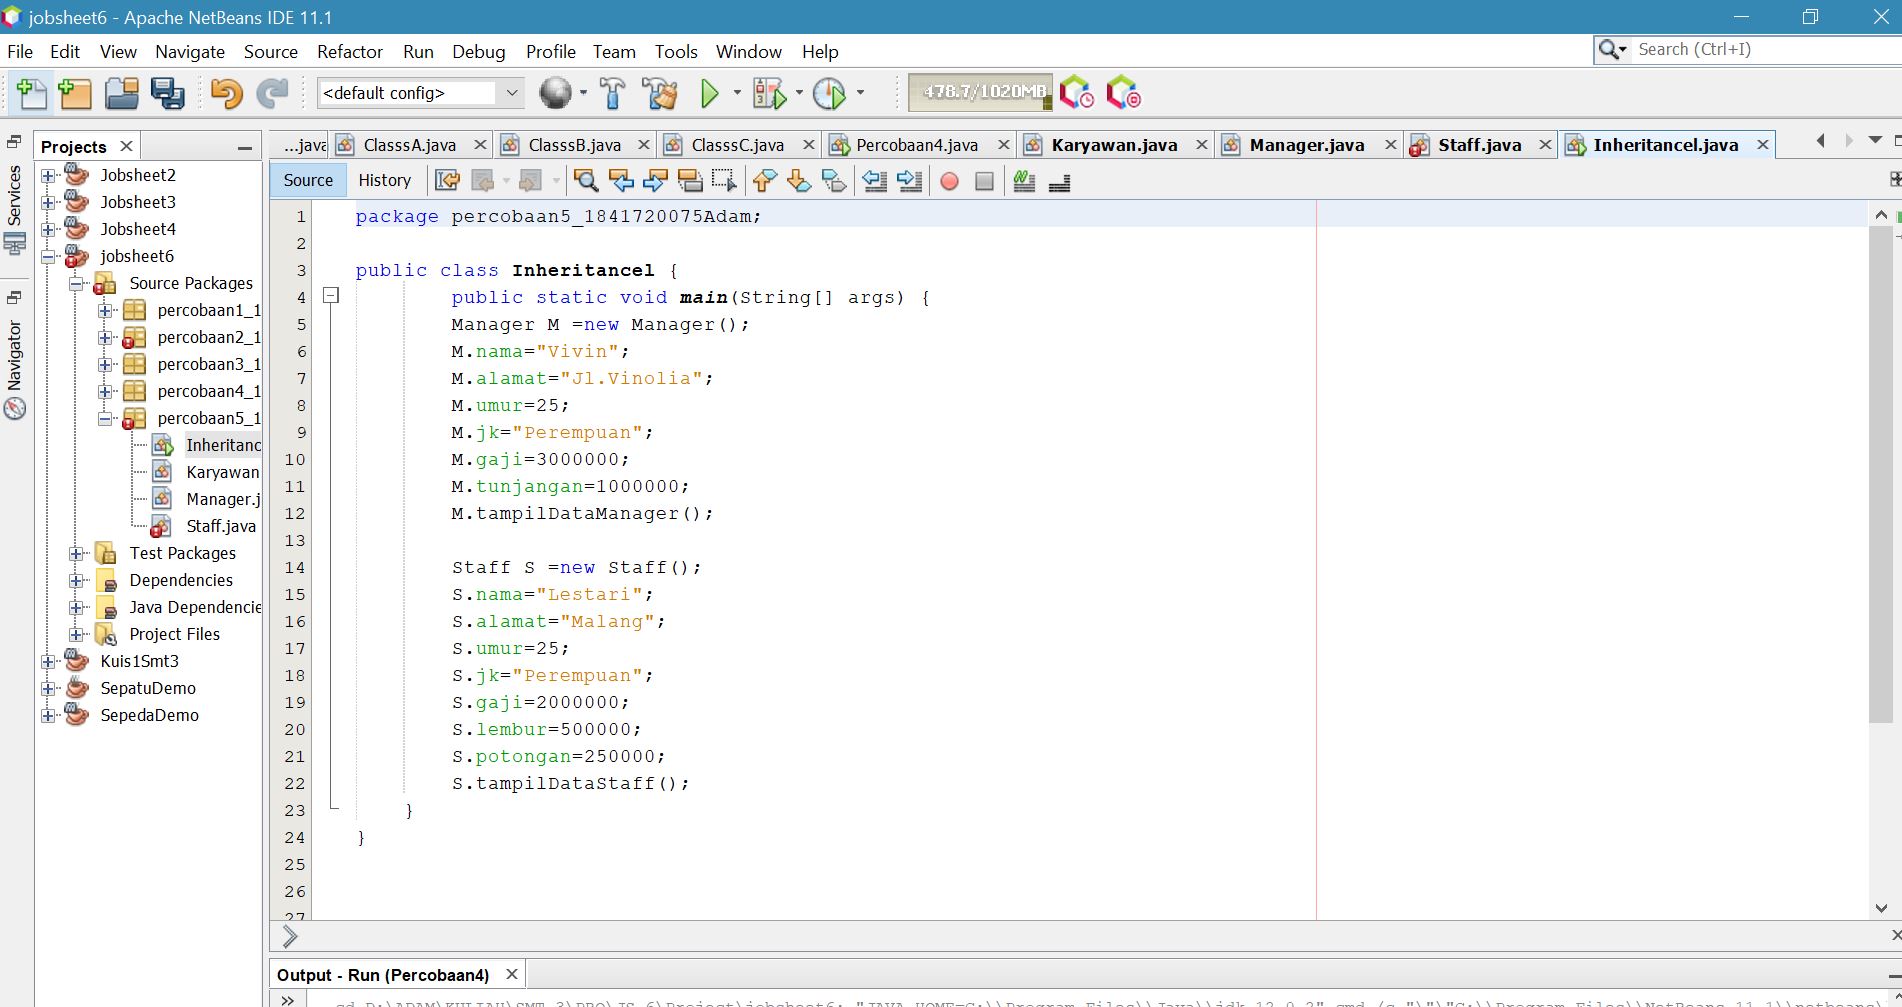 jobsheet6 - Apache NetBeans IDE 11.1
File Edit View Navigate Source Refactor Run Debug Profile Team Tools Window Help
Search (Ctrl+I)
<default config>
478.7/1020MB
Services
Navigator
Projects
Jobsheet2
Jobsheet3
Jobsheet4
jobsheet6
Source Packages
percobaan1_1
percobaan2_1
percobaan3_1
percobaan4_1
percobaan5_1
Inheritanc
Karyawan
Manager.j
Staff.java
Test Packages
Dependencies
Java Dependencie
Project Files
Kuis1Smt3
SepatuDemo
SepedaDemo
...java ClasssA.java ClasssB.java ClasssC.java Percobaan4.java Karyawan.java Manager.java Staff.java Inheritancel.java
Source History
1 package percobaan5_1841720075Adam;
2
3 public class Inheritancel {
4 public static void main(String[] args) {
5 Manager M =new Manager();
6 M.nama="Vivin";
7 M.alamat="Jl.Vinolia";
8 M.umur=25;
9 M.jk="Perempuan";
10 M.gaji=3000000;
11 M.tunjangan=1000000;
12 M.tampilDataManager();
13
14 Staff S =new Staff();
15 S.nama="Lestari";
16 S.alamat="Malang";
17 S.umur=25;
18 S.jk="Perempuan";
19 S.gaji=2000000;
20 S.lembur=500000;
21 S.potongan=250000;
22 S.tampilDataStaff();
23 }
24 }
25
26
27
Output - Run (Percobaan4)